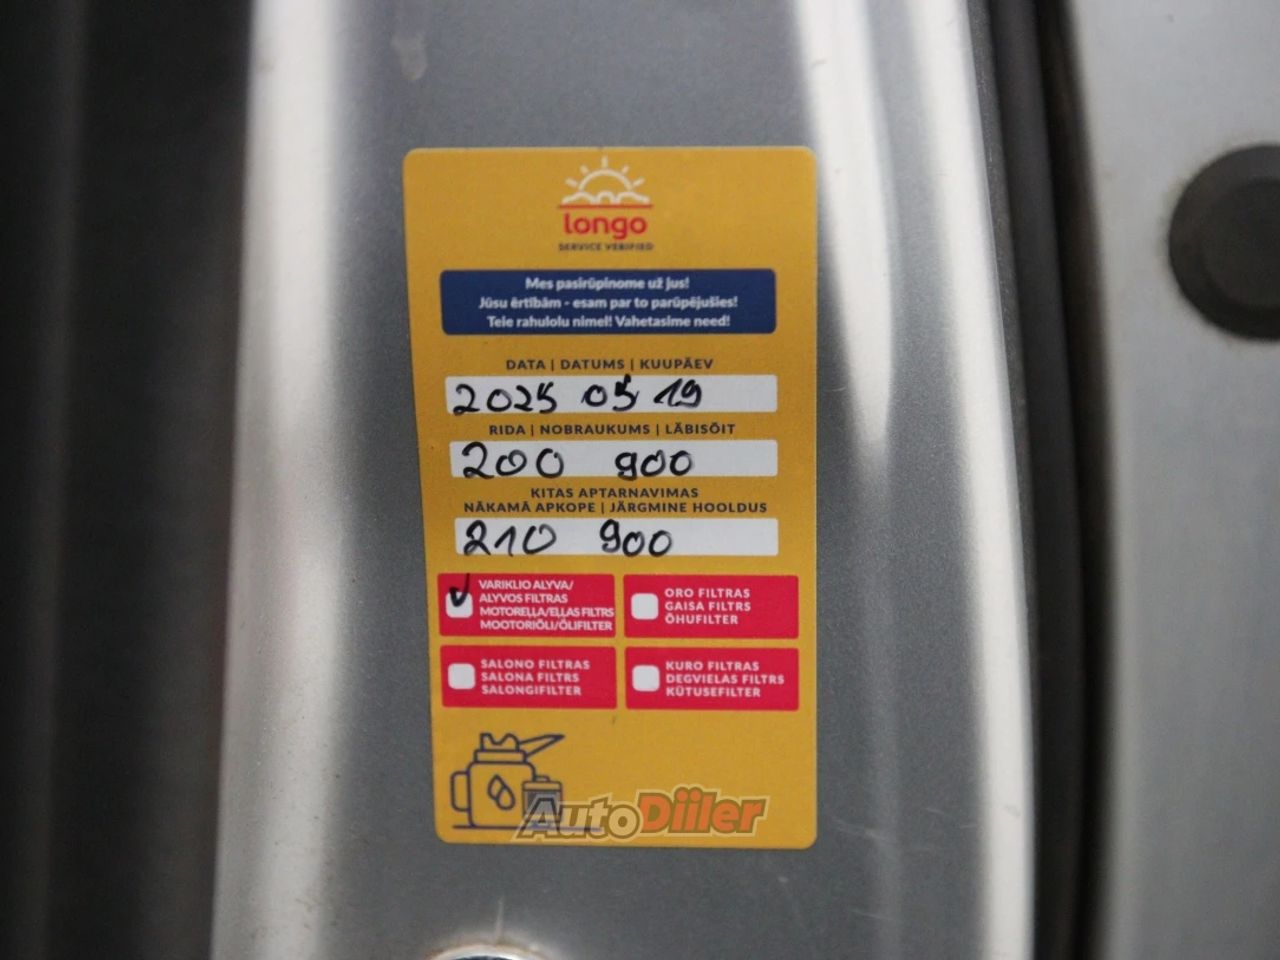 longo
SERVICE VERIFIED
Mes pasirūpinome už jus!
Jūsu ērtībām - esam par to parūpējušies!
Teie rahulolu nimel! Vahetasime need!
DATA | DATUMS | KUUPÄEV
2025 05 19
RIDA | NOBRAUKUMS | LÄBISÕIT
200 900
KITAS APTARNAVIMAS
NĀKAMĀ APKOPE | JÄRGMINE HOOLDUS
210 900
VARIKLIO ALYVA/
ALYVOS FILTRAS
MOTOREĻĻA/EĻĻAS FILTRS
MOOTORIÕLI/ÕLIFILTER
ORO FILTRAS
GAISA FILTRS
ÕHUFILTER
SALONO FILTRAS
SALONA FILTRS
SALONGIFILTER
KURO FILTRAS
DEGVIELAS FILTRS
KÜTUSEFILTER
AutoDiiler